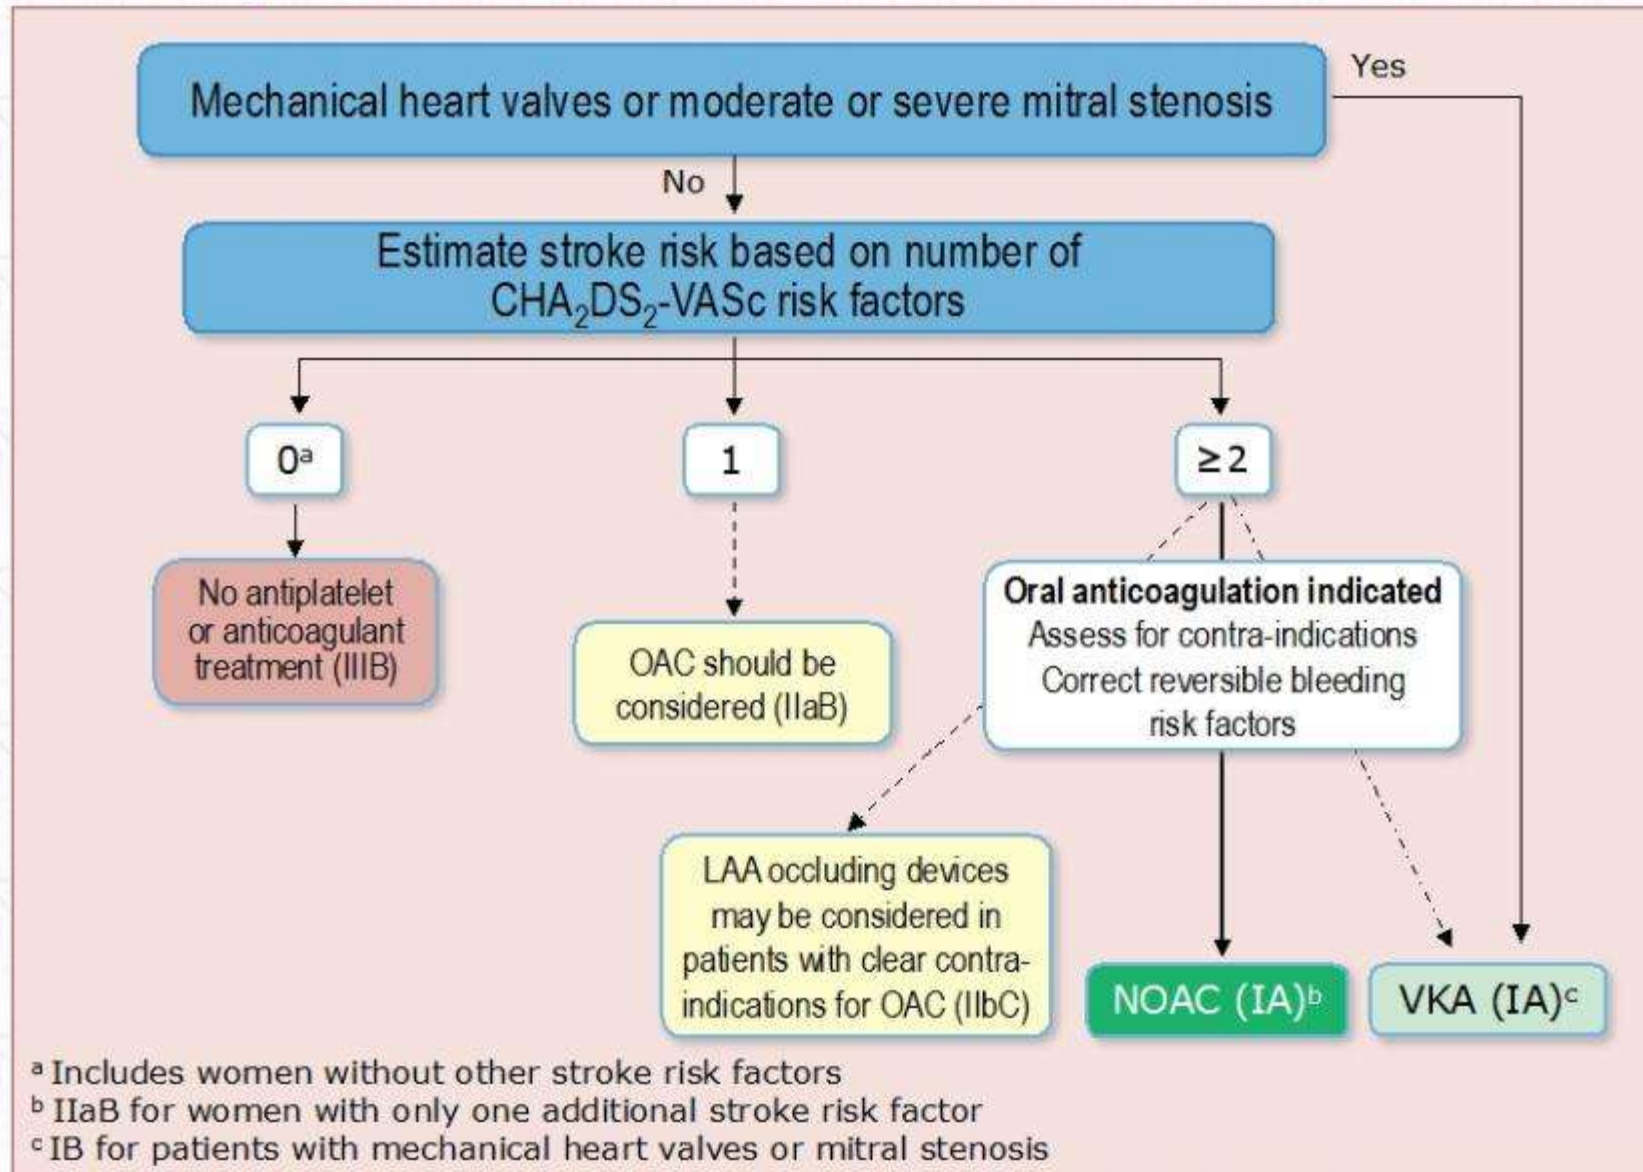 Mechanical heart valves or moderate or severe mitral stenosis
Yes
No
Estimate stroke risk based on number of
CHA₂DS₂-VASc risk factors
0ᵃ
1
≥2
No antiplatelet
or anticoagulant
treatment (IIIB)
OAC should be
considered (IIaB)
Oral anticoagulation indicated
Assess for contra-indications
Correct reversible bleeding
risk factors
LAA occluding devices
may be considered in
patients with clear contra-
indications for OAC (IIbC)
NOAC (IA)ᵇ
VKA (IA)ᶜ
ᵃ Includes women without other stroke risk factors
ᵇ IIaB for women with only one additional stroke risk factor
ᶜ IB for patients with mechanical heart valves or mitral stenosis